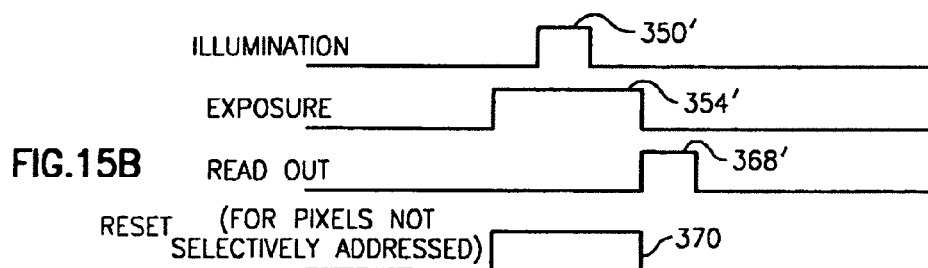 ILLUMINATION 350'
EXPOSURE 354'
FIG.15B READ OUT 368'
RESET (FOR PIXELS NOT
SELECTIVELY ADDRESSED) 370